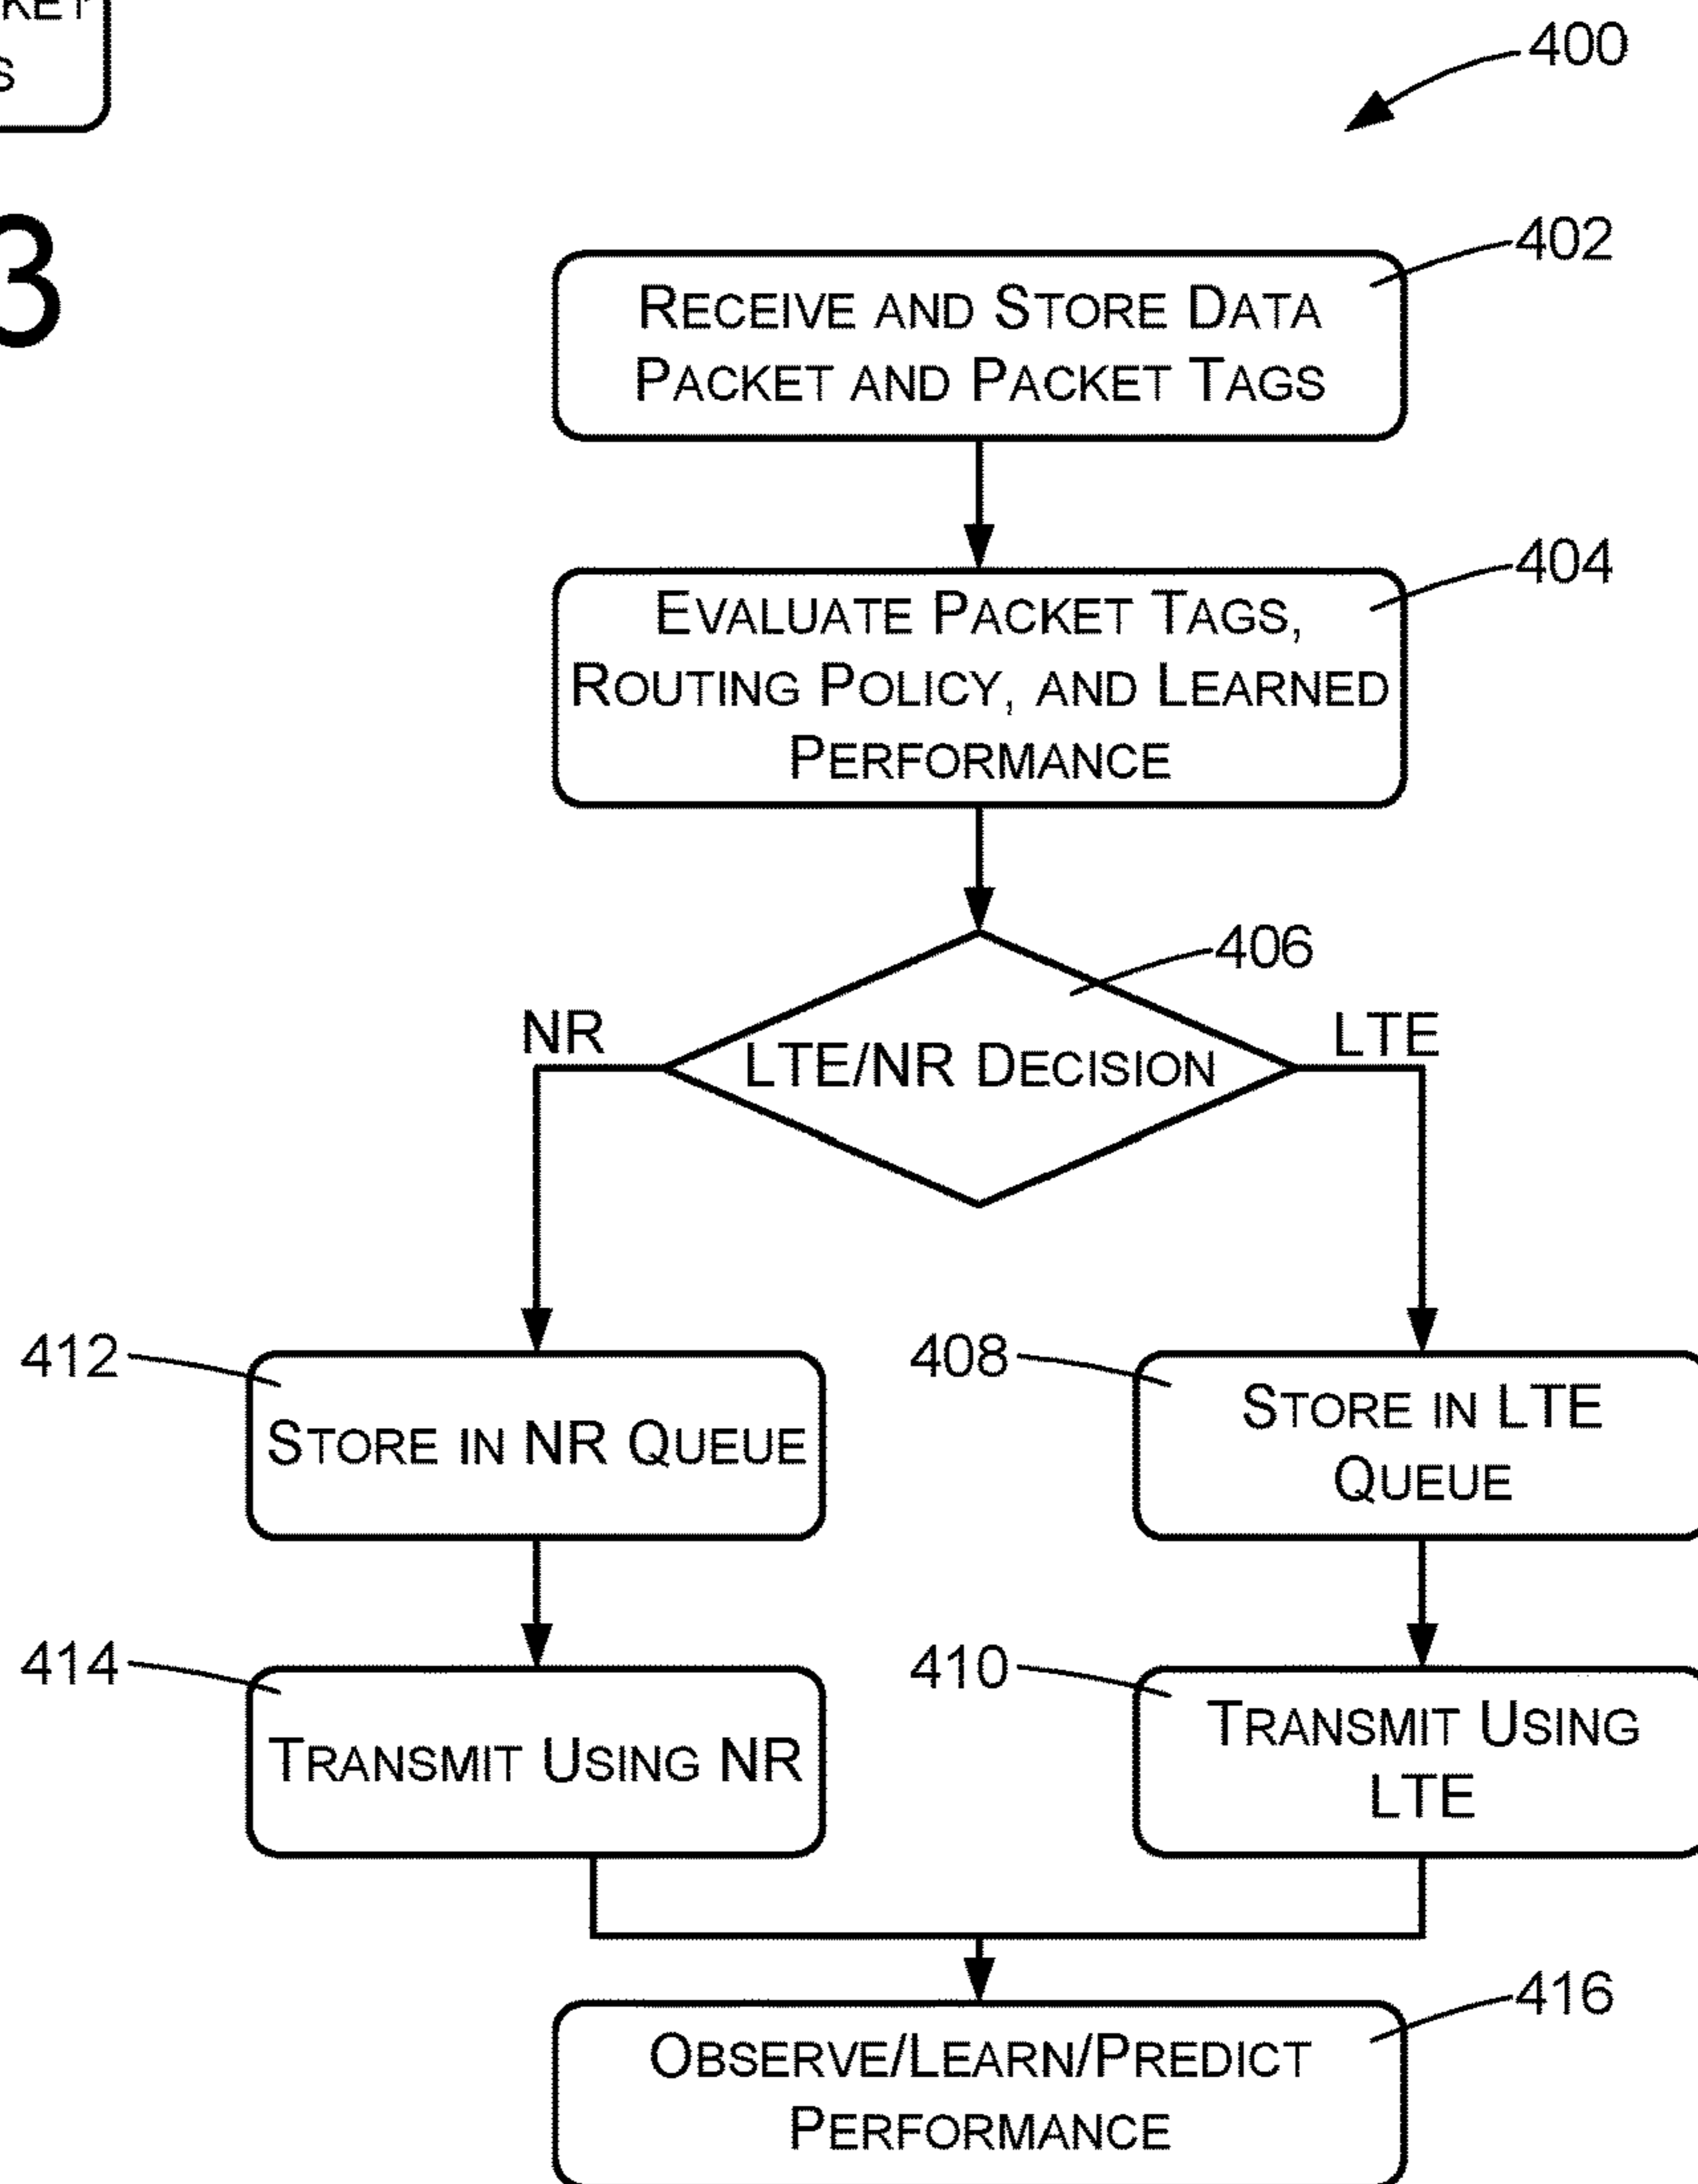 S
3
400
402
RECEIVE AND STORE DATA
PACKET AND PACKET TAGS
404
EVALUATE PACKET TAGS,
ROUTING POLICY, AND LEARNED
PERFORMANCE
406
NR
LTE/NR DECISION
LTE
412
STORE IN NR QUEUE
408
STORE IN LTE
QUEUE
414
TRANSMIT USING NR
410
TRANSMIT USING
LTE
416
OBSERVE/LEARN/PREDICT
PERFORMANCE